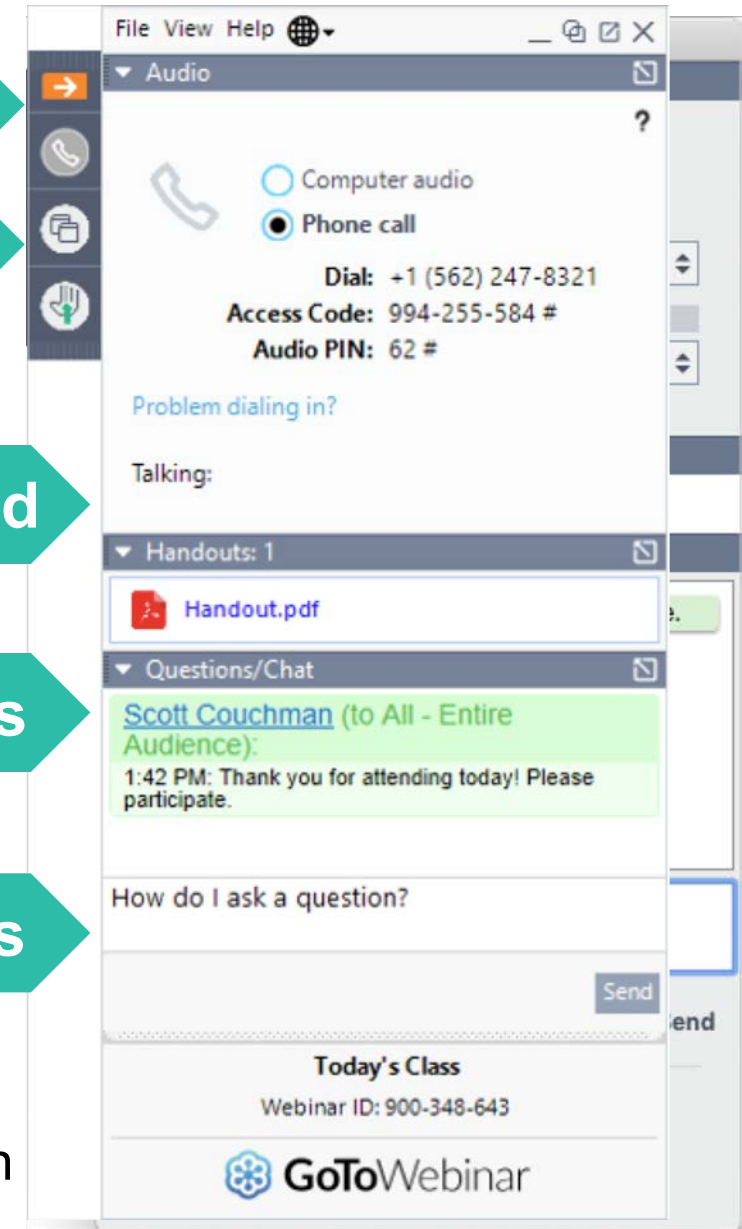 File View Help
Audio
?
Computer audio
Phone call
Dial: +1 (562) 247-8321
Access Code: 994-255-584 #
Audio PIN: 62 #
Problem dialing in?
Talking:
d
Handouts: 1
Handout.pdf
e.
Questions/Chat
s
Scott Couchman (to All - Entire
Audience):
1:42 PM: Thank you for attending today! Please
participate.
How do I ask a question?
s
Send
end
Today's Class
Webinar ID: 900-348-643
n
GoToWebinar